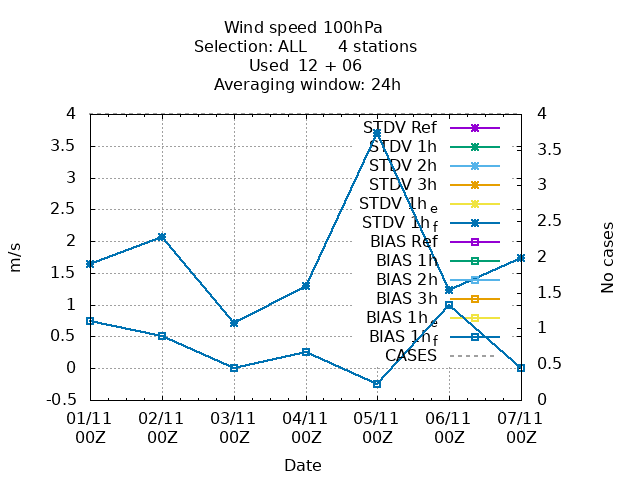 Wind speed 100hPa
Selection: ALL 4 stations
Used 12 + 06
Averaging window: 24h
4
3.5
3
2.5
2
1.5
1
0.5
0
-0.5
m/s
4
3.5
3
2.5
2
1.5
1
0.5
0
No cases
STDV Ref
STDV 1h
STDV 2h
STDV 3h
STDV 1h e
STDV 1h f
BIAS Ref
BIAS 1h
BIAS 2h
BIAS 3h
BIAS 1h e
BIAS 1h f
CASES
01/11 02/11 03/11 04/11 05/11 06/11 07/11
00Z 00Z 00Z 00Z 00Z 00Z 00Z
Date